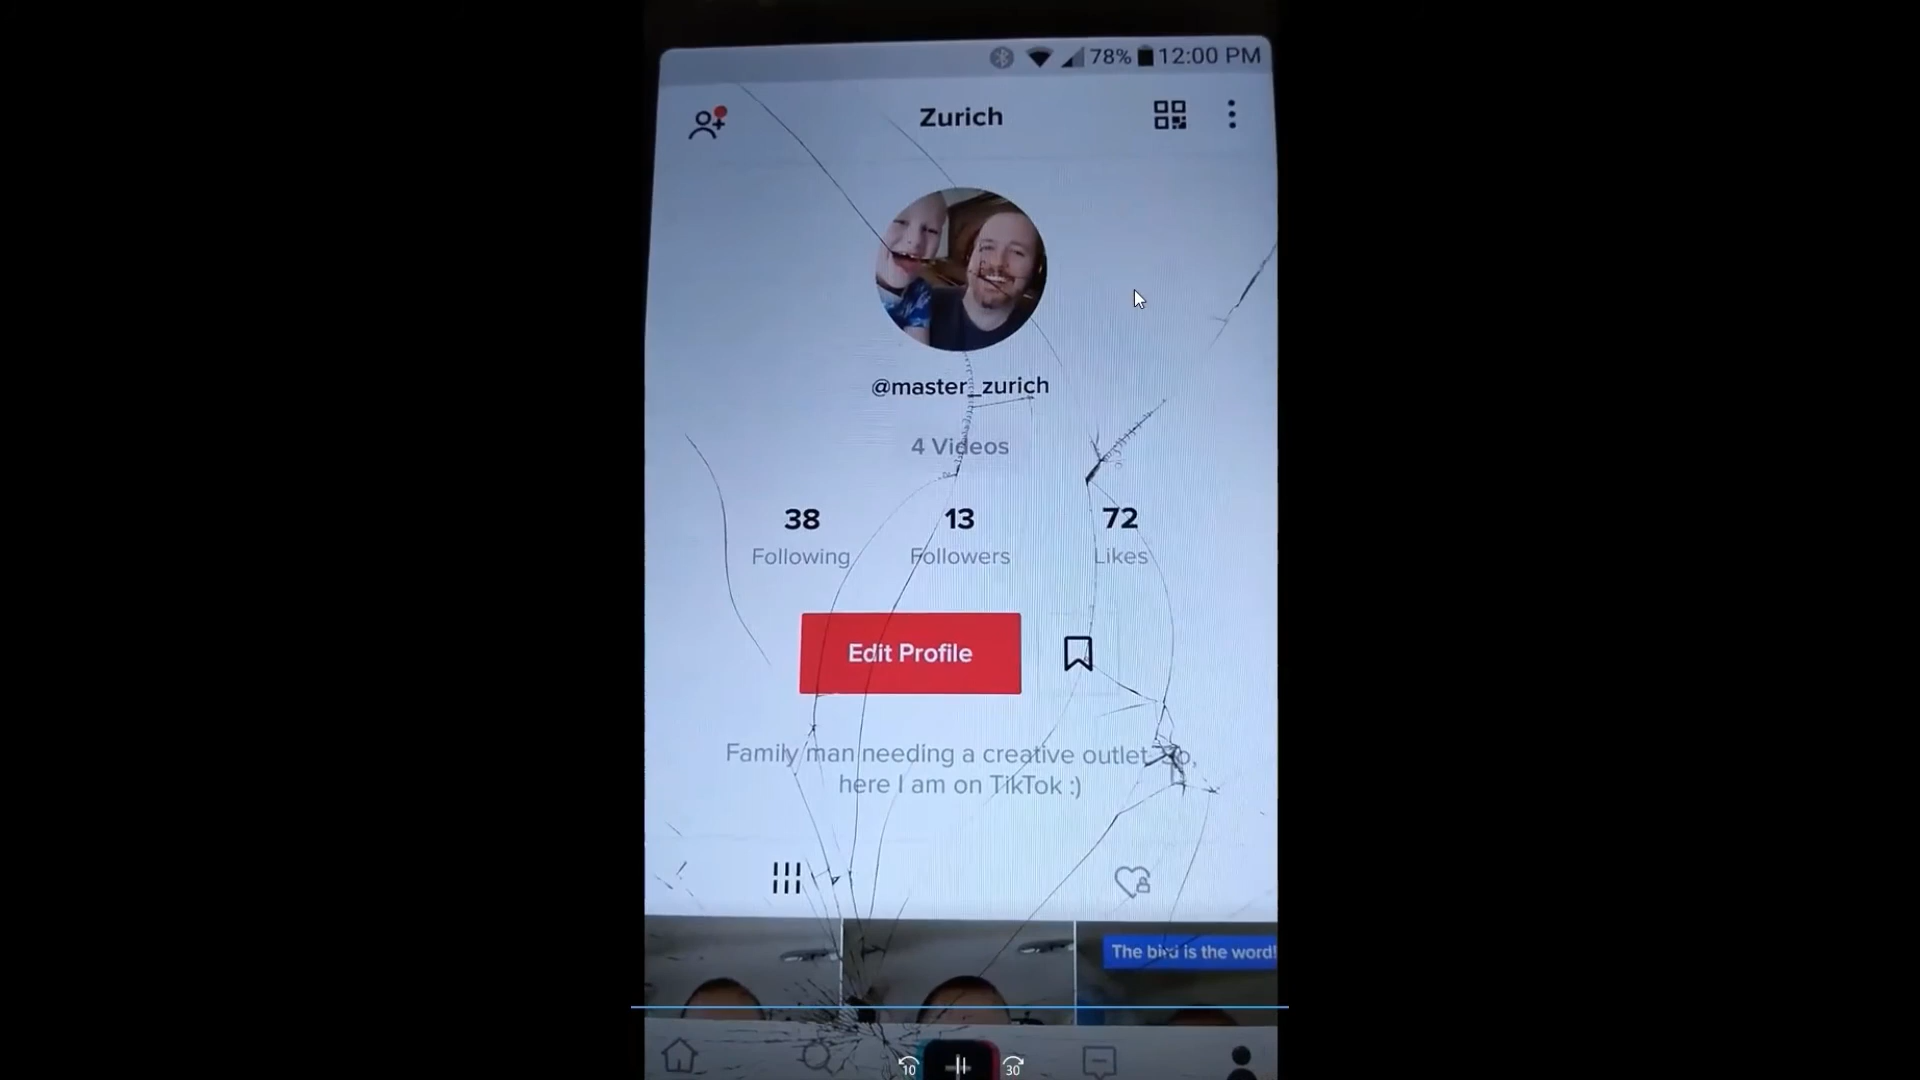 78% 12:00 PM
Zurich
@master_zurich
4 Videos
38 13 72
Following Followers Likes
Edit Profile
Family man needing a creative outlet. So,
here I am on TikTok :)
The bird is the word!
10 30